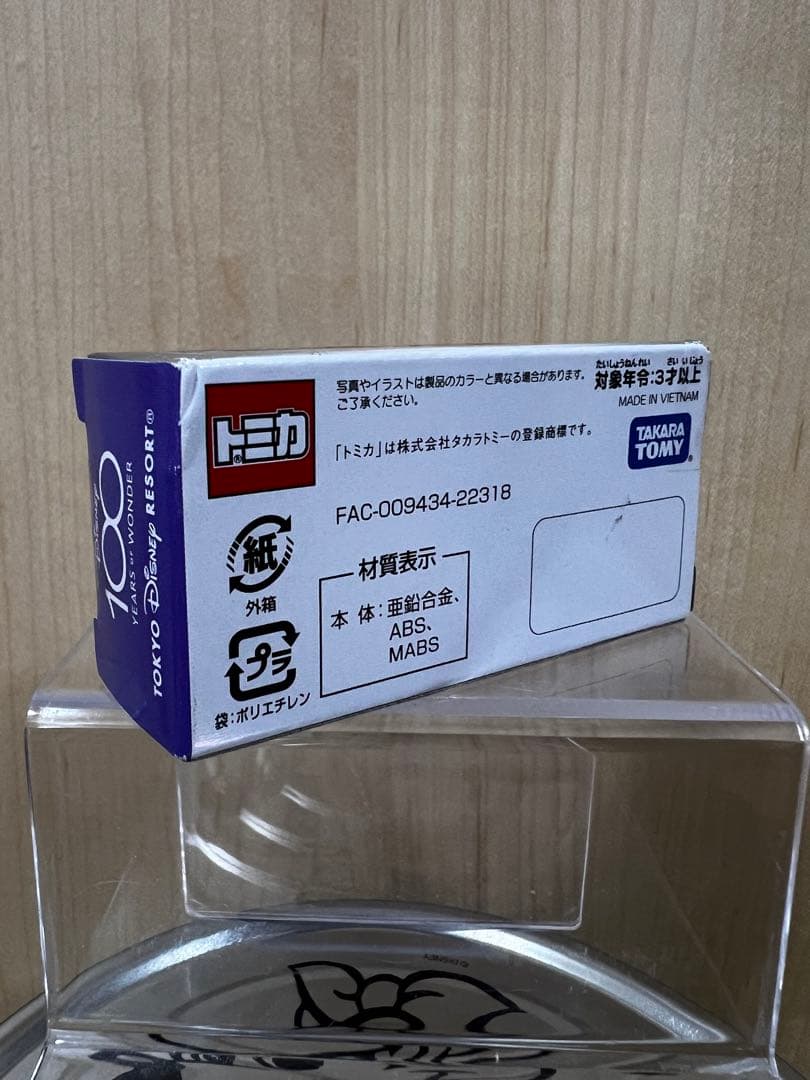 Disney
100
YEARS OF WONDER
TOKYO Disney RESORT®
トミカ®
写真やイラストは製品のカラーと異なる場合があります。
ご了承ください。
たいしょうねんれい さい いじょう
対象年令:3才以上
MADE IN VIETNAM
「トミカ」は株式会社タカラトミーの登録商標です。
TAKARA
TOMY®
FAC-009434-22318
紙
外箱
プラ
袋:ポリエチレン
材質表示
本 体:亜鉛合金、
ABS、
MABS
©DISNEY